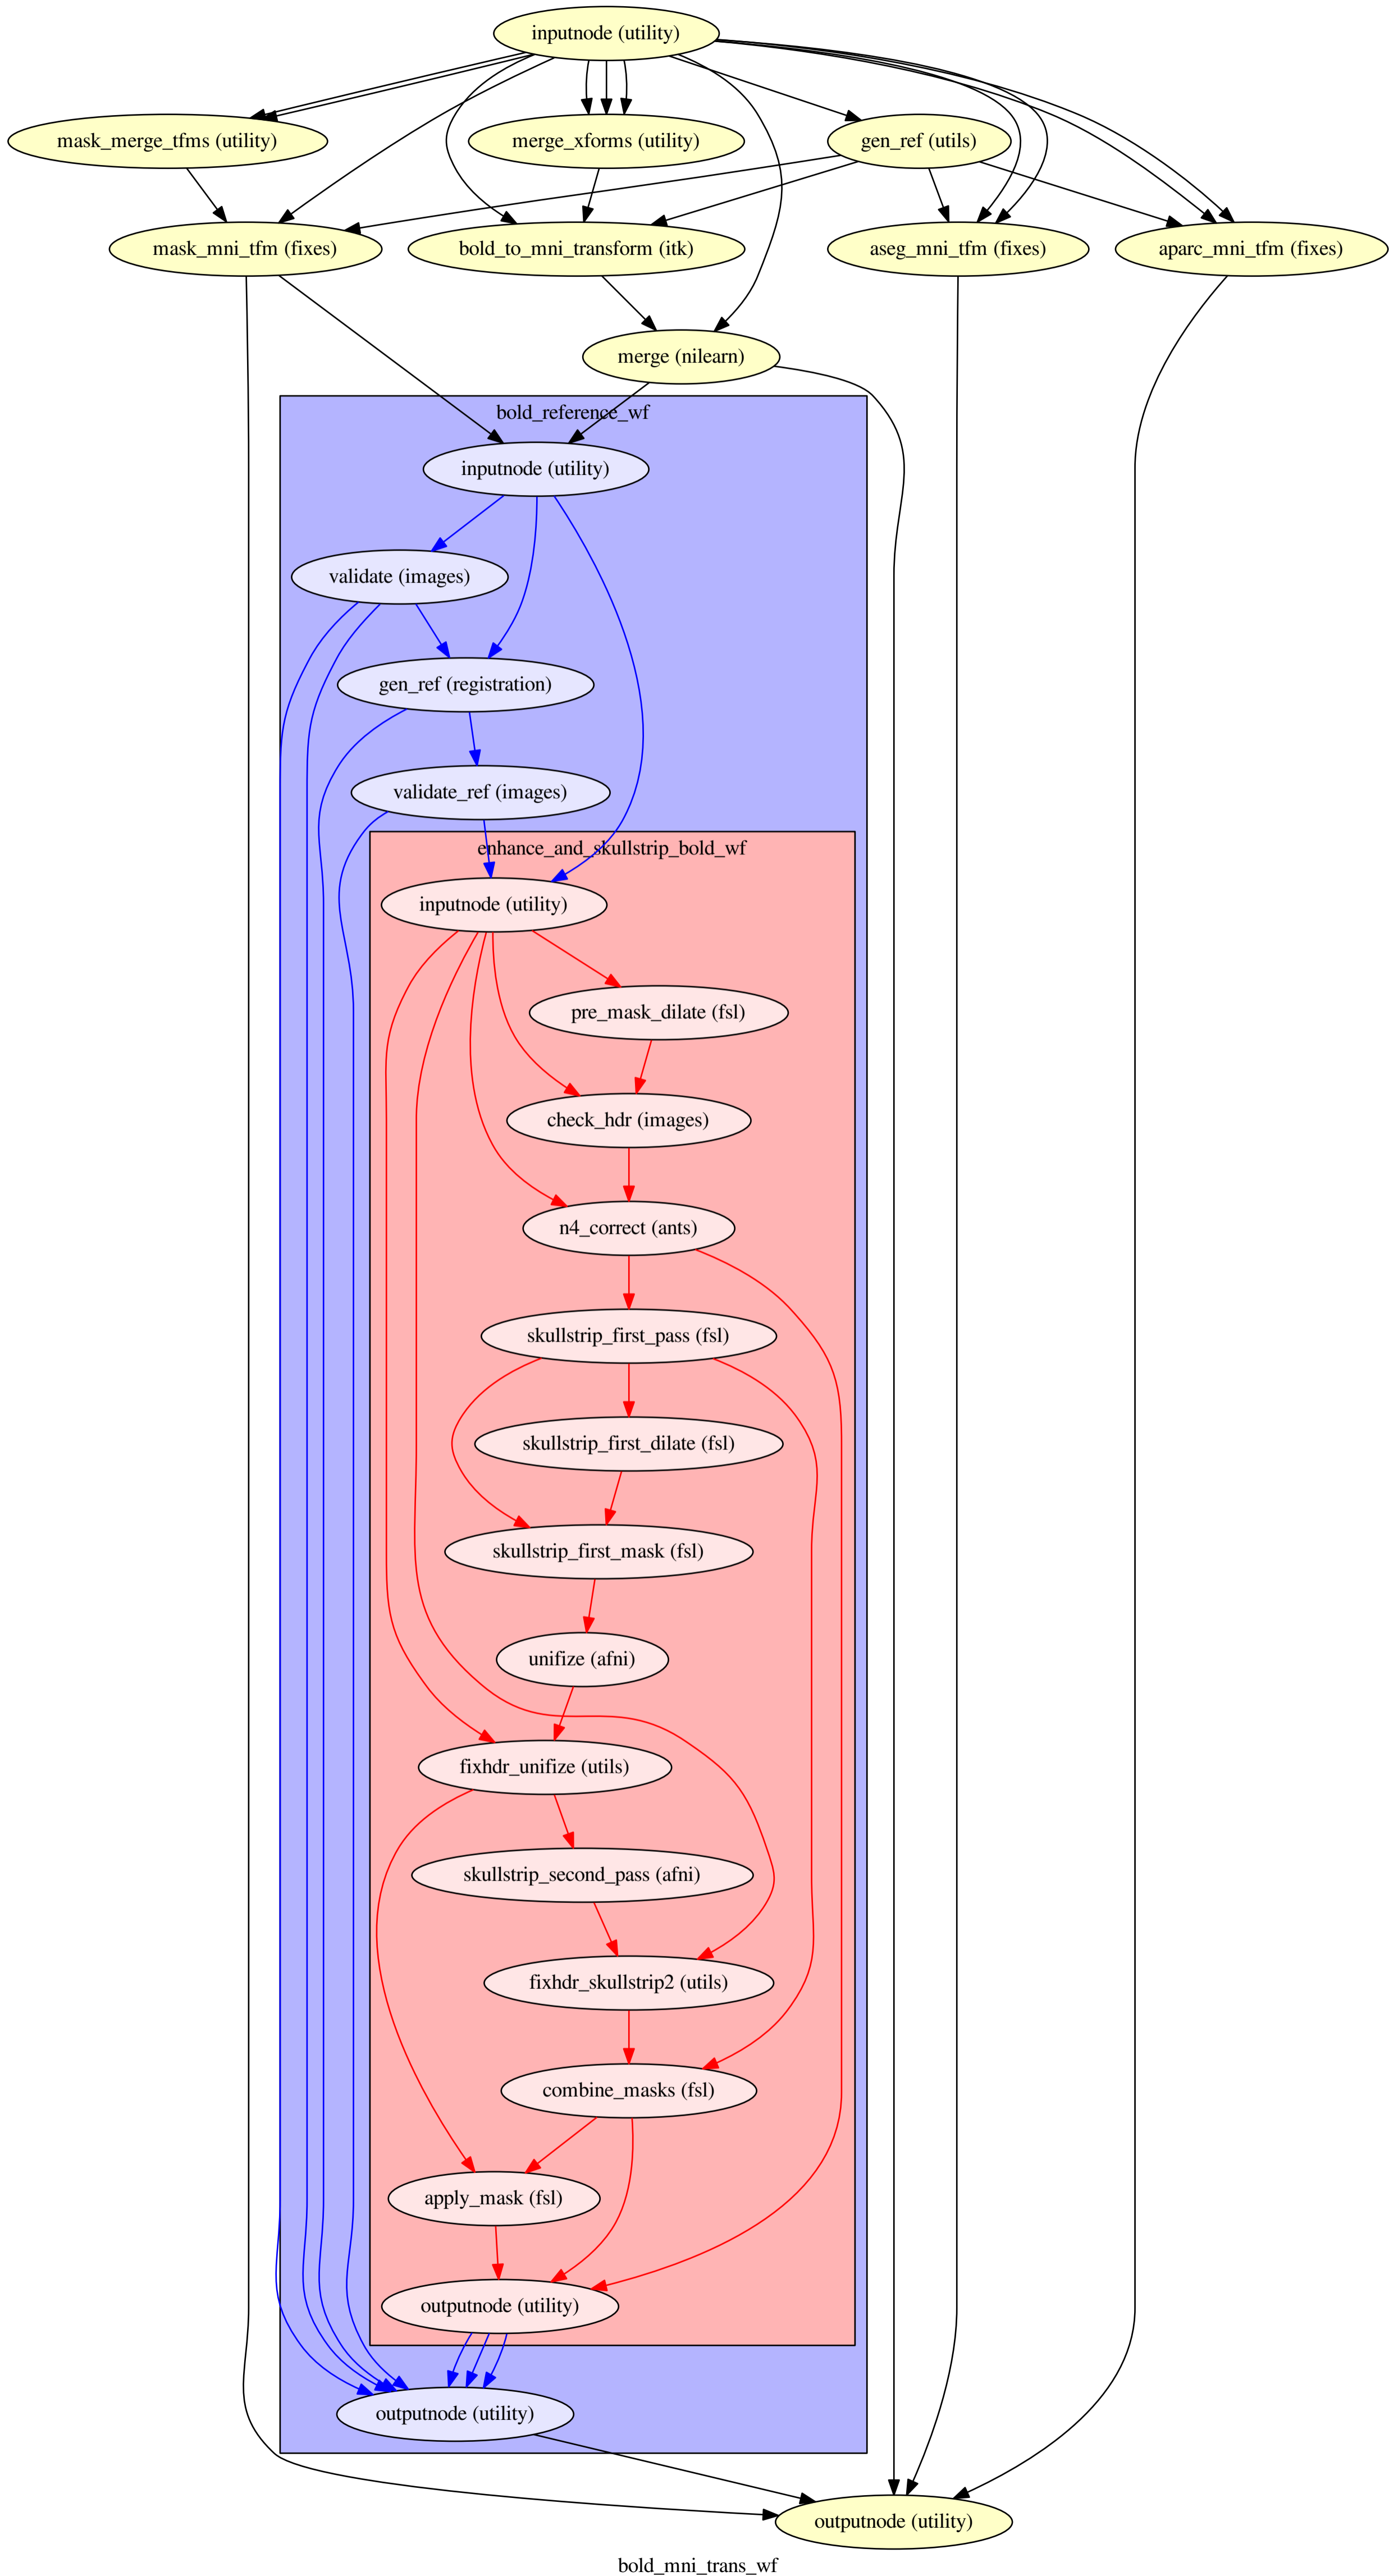 inputnode (utility)
mask_merge_tfms (utility)
merge_xforms (utility)
gen_ref (utils)
mask_mni_tfm (fixes)
bold_to_mni_transform (itk)
aseg_mni_tfm (fixes)
aparc_mni_tfm (fixes)
merge (nilearn)
bold_reference_wf
inputnode (utility)
validate (images)
gen_ref (registration)
validate_ref (images)
enhance_and_skullstrip_bold_wf
inputnode (utility)
pre_mask_dilate (fsl)
check_hdr (images)
n4_correct (ants)
skullstrip_first_pass (fsl)
skullstrip_first_dilate (fsl)
skullstrip_first_mask (fsl)
unifize (afni)
fixhdr_unifize (utils)
skullstrip_second_pass (afni)
fixhdr_skullstrip2 (utils)
combine_masks (fsl)
apply_mask (fsl)
outputnode (utility)
outputnode (utility)
outputnode (utility)
bold_mni_trans_wf